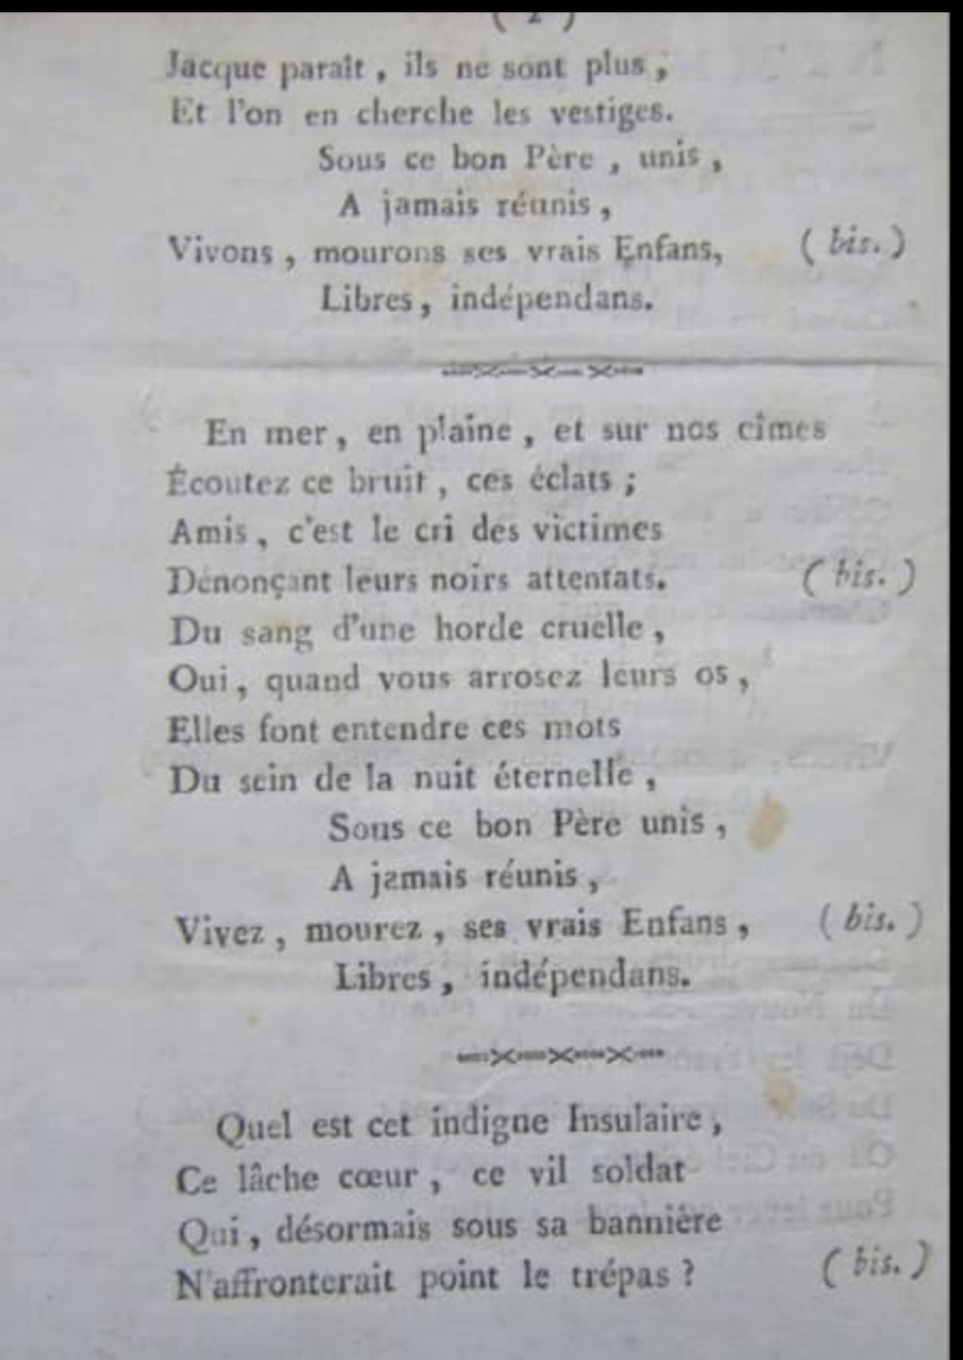 ( 2 )
Jacque parait, ils ne sont plus,
Et l'on en cherche les vestiges.
Sous ce bon Père, unis,
A jamais réunis,
Vivons, mourons ses vrais Enfans, (bis.)
Libres, indépendans.
En mer, en plaine, et sur nos cîmes
Écoutez ce bruit, ces éclats;
Amis, c'est le cri des victimes
Dénonçant leurs noirs attentats. (bis.)
Du sang d'une horde cruelle,
Oui, quand vous arrosez leurs os,
Elles font entendre ces mots
Du sein de la nuit éternelle,
Sous ce bon Père unis,
A jamais réunis,
Vivez, mourez, ses vrais Enfans, (bis.)
Libres, indépendans.
Quel est cet indigne Insulaire,
Ce lâche cœur, ce vil soldat
Qui, désormais sous sa bannière
N'affronterait point le trépas? (bis.)